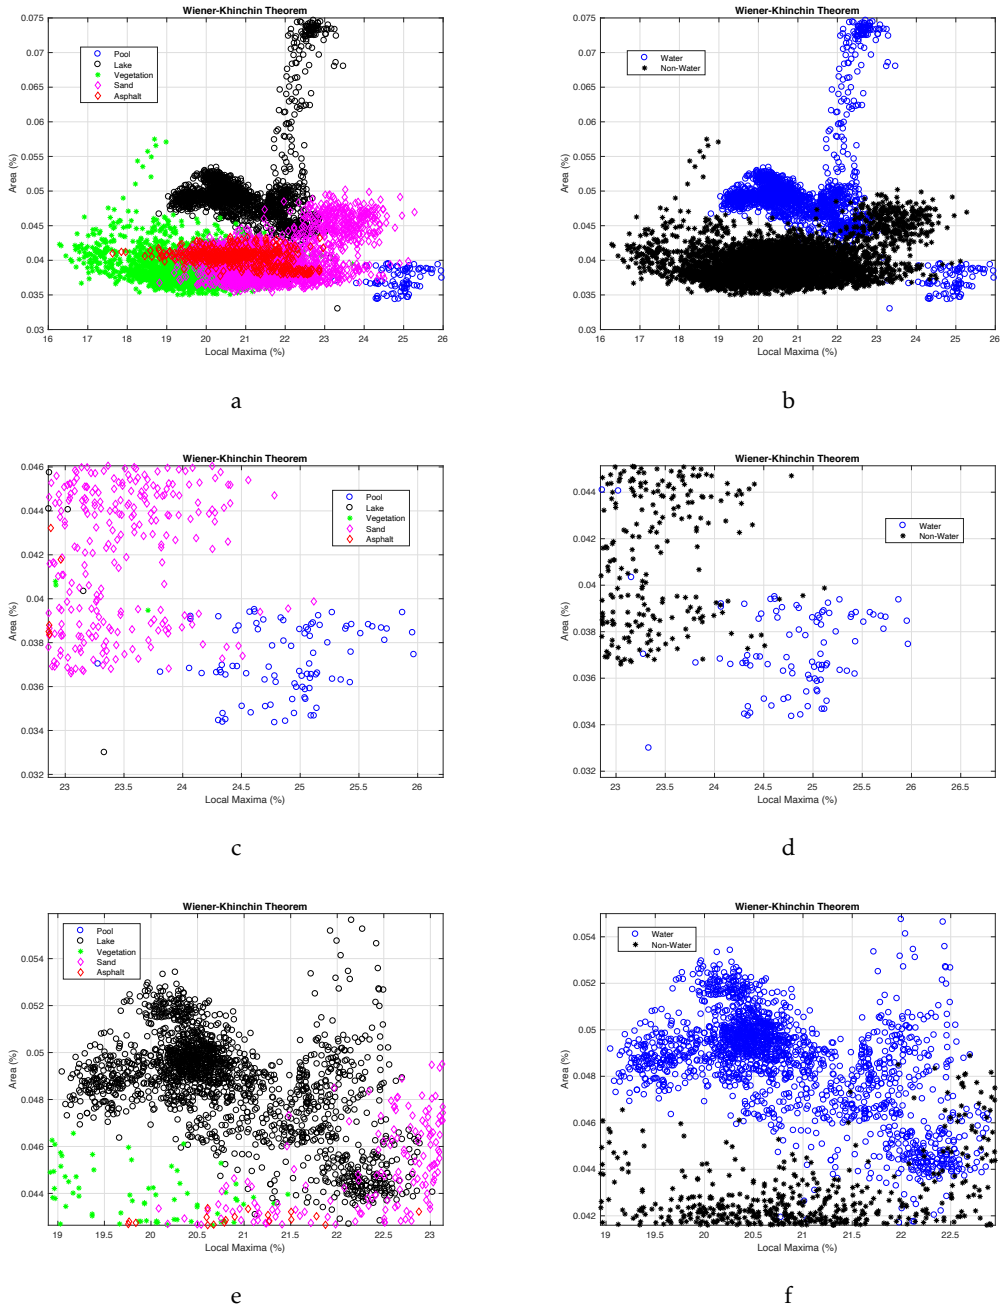 Wiener-Khinchin Theorem
Area (%)
0.075
0.07
0.065
0.06
0.055
0.05
0.045
0.04
0.035
0.03
Pool
Lake
Vegetation
Sand
Asphalt
16 17 18 19 20 21 22 23 24 25 26
Local Maxima (%)
a
Wiener-Khinchin Theorem
Area (%)
0.075
0.07
0.065
0.06
0.055
0.05
0.045
0.04
0.035
0.03
Water
Non-Water
16 17 18 19 20 21 22 23 24 25 26
Local Maxima (%)
b
Wiener-Khinchin Theorem
Area (%)
0.046
0.044
0.042
0.04
0.038
0.036
0.034
0.032
Pool
Lake
Vegetation
Sand
Asphalt
23 23.5 24 24.5 25 25.5 26
Local Maxima (%)
c
Wiener-Khinchin Theorem
Area (%)
0.044
0.042
0.04
0.038
0.036
0.034
0.032
Water
Non-Water
23 23.5 24 24.5 25 25.5 26 26.5
Local Maxima (%)
d
Wiener-Khinchin Theorem
Area (%)
0.054
0.052
0.05
0.048
0.046
0.044
Pool
Lake
Vegetation
Sand
Asphalt
19 19.5 20 20.5 21 21.5 22 22.5 23
Local Maxima (%)
e
Wiener-Khinchin Theorem
Area (%)
0.054
0.052
0.05
0.048
0.046
0.044
0.042
Water
Non-Water
19 19.5 20 20.5 21 21.5 22 22.5
Local Maxima (%)
f